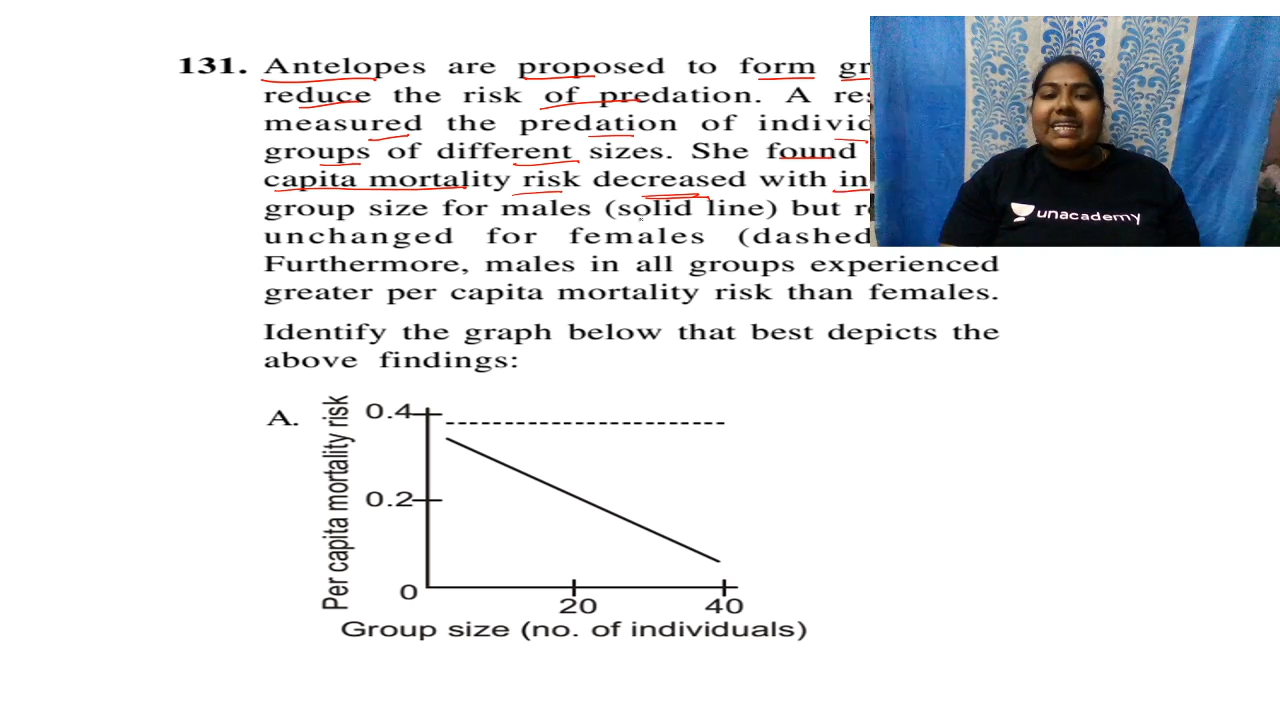 131. Antelopes are proposed to form
reduce the risk of predation. A
measured the predation of
groups of different sizes. She found
capita mortality risk decreased with
group size for males (solid line) but
unchanged for females (dashed
Furthermore, males in all groups experienced
greater per capita mortality risk than females.
Identify the graph below that best depicts the
above findings:
A.
Per capita mortality risk
0.4
0.2
0
20 40
Group size (no. of individuals)
unacademy